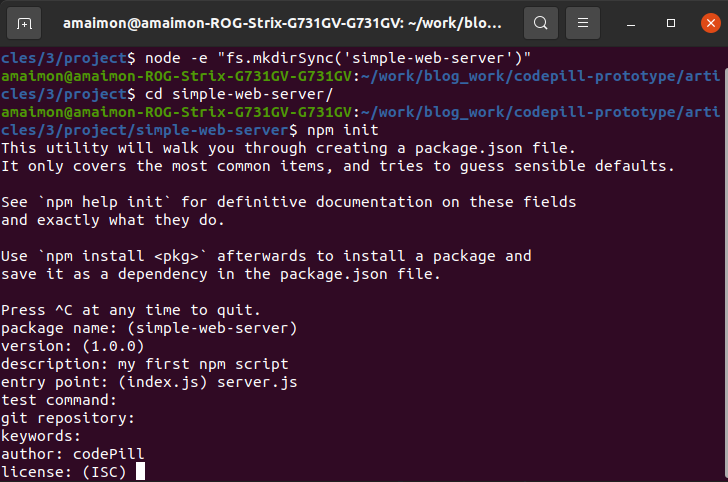 amaimon@amaimon-ROG-Strix-G731GV-G731GV: ~/work/blo...
cles/3/project$ node -e "fs.mkdirSync('simple-web-server')"
amaimon@amaimon-ROG-Strix-G731GV-G731GV:~/work/blog_work/codepill-prototype/arti
cles/3/project$ cd simple-web-server/
amaimon@amaimon-ROG-Strix-G731GV-G731GV:~/work/blog_work/codepill-prototype/arti
cles/3/project/simple-web-server$ npm init
This utility will walk you through creating a package.json file.
It only covers the most common items, and tries to guess sensible defaults.
See `npm help init` for definitive documentation on these fields
and exactly what they do.
Use `npm install <pkg>` afterwards to install a package and
save it as a dependency in the package.json file.
Press ^C at any time to quit.
package name: (simple-web-server)
version: (1.0.0)
description: my first npm script
entry point: (index.js) server.js
test command:
git repository:
keywords:
author: codePill
license: (ISC)